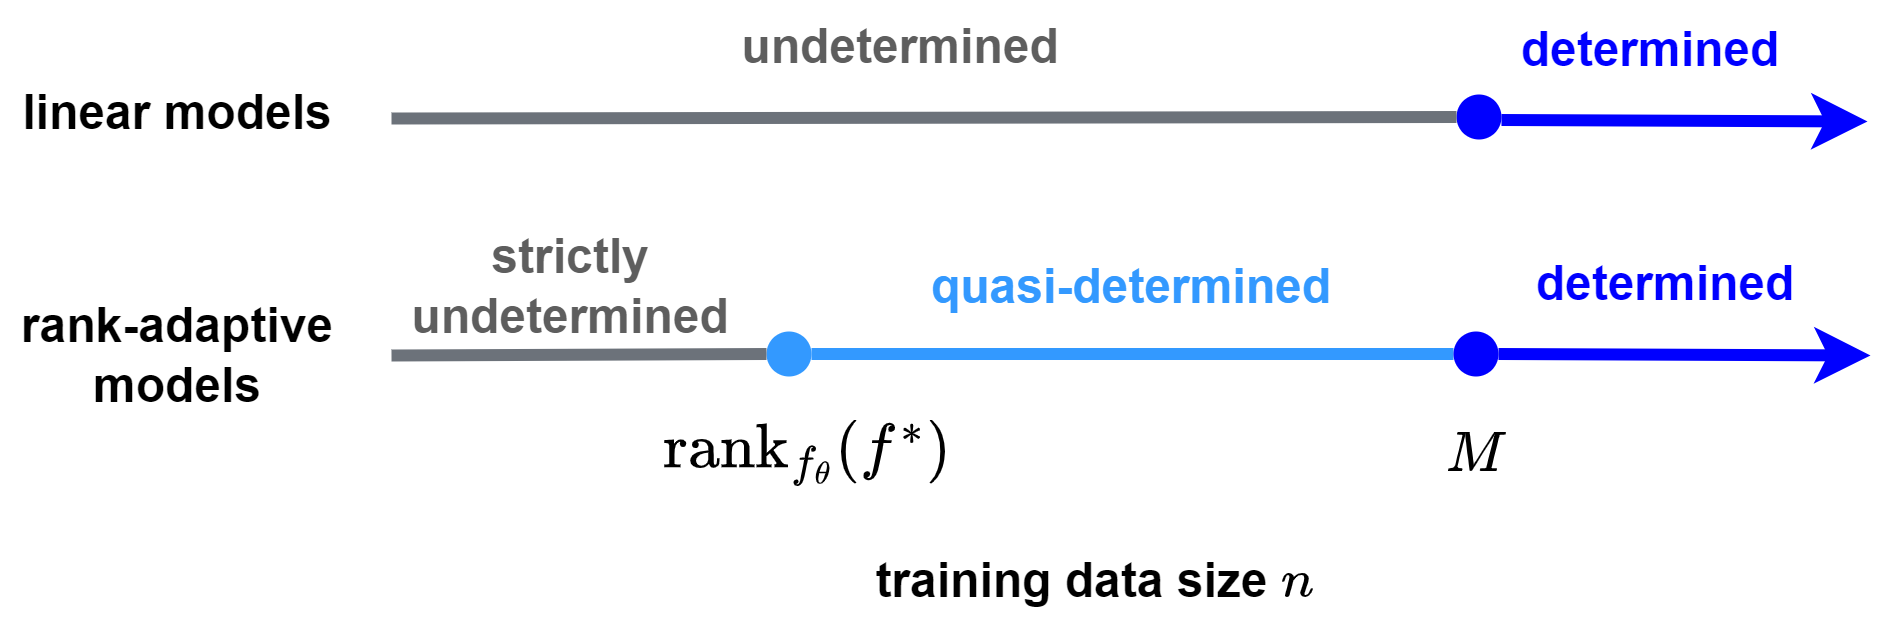 undetermined
determined
linear models
strictly
undetermined
quasi-determined
determined
rank-adaptive
models
rank_{f_θ}(f*)
M
training data size n